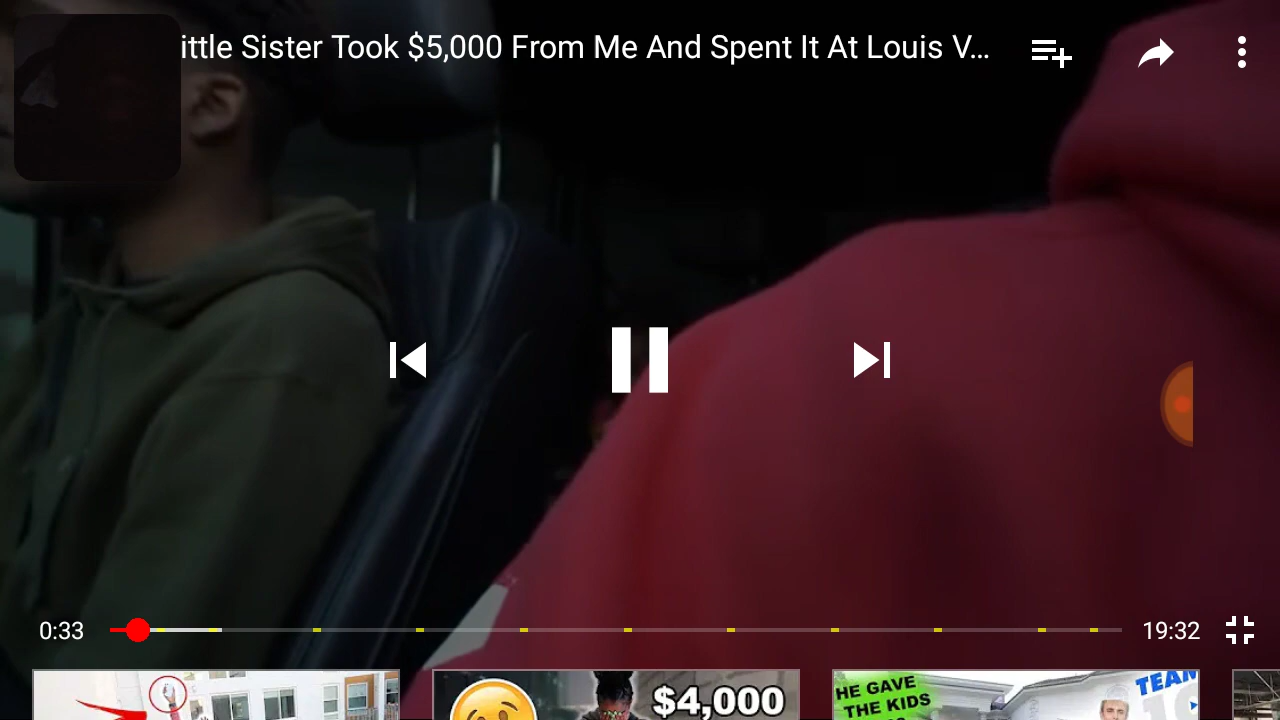 ittle Sister Took $5,000 From Me And Spent It At Louis V...
0:33
19:32
$4,000
HE GAVE
THE KIDS
TEAM